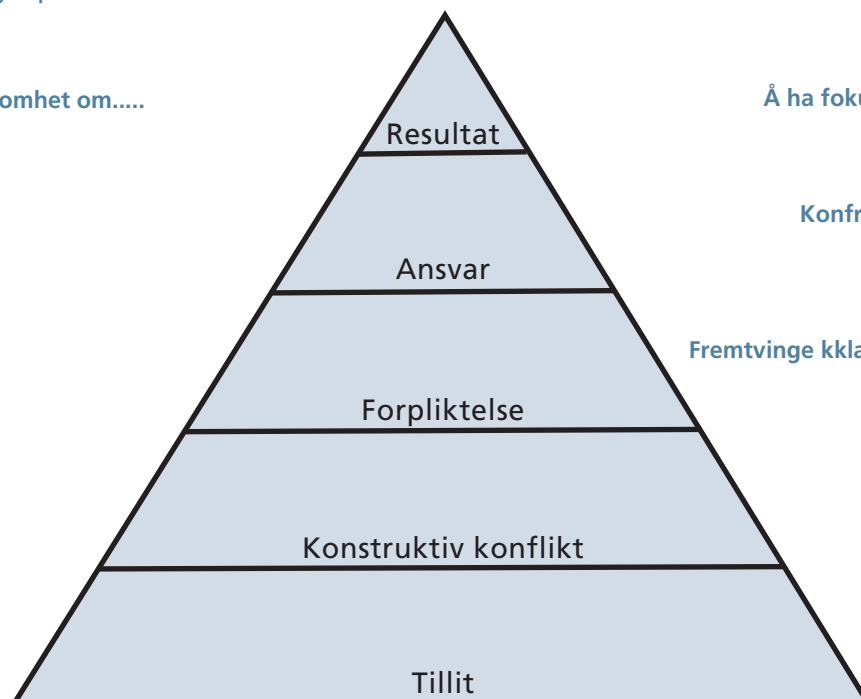 omhet om.....
Å ha foku
Resultat
Konfr
Ansvar
Fremtvinge kkla
Forpliktelse
Konstruktiv konflikt
Tillit